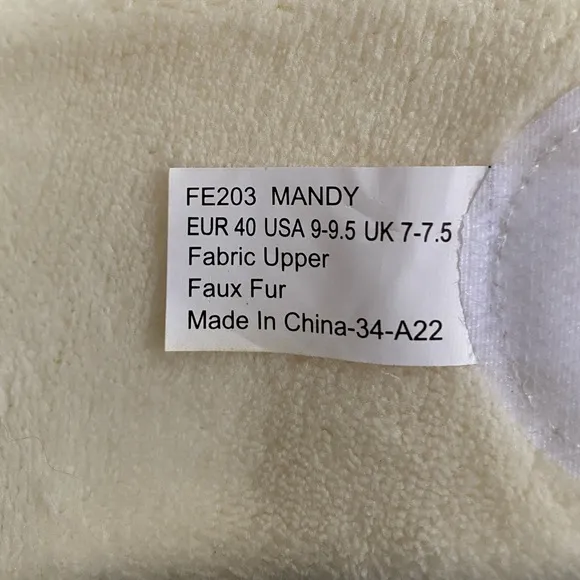 FE203 MANDY
EUR 40 USA 9-9.5 UK 7-7.5
Fabric Upper
Faux Fur
Made In China-34-A22